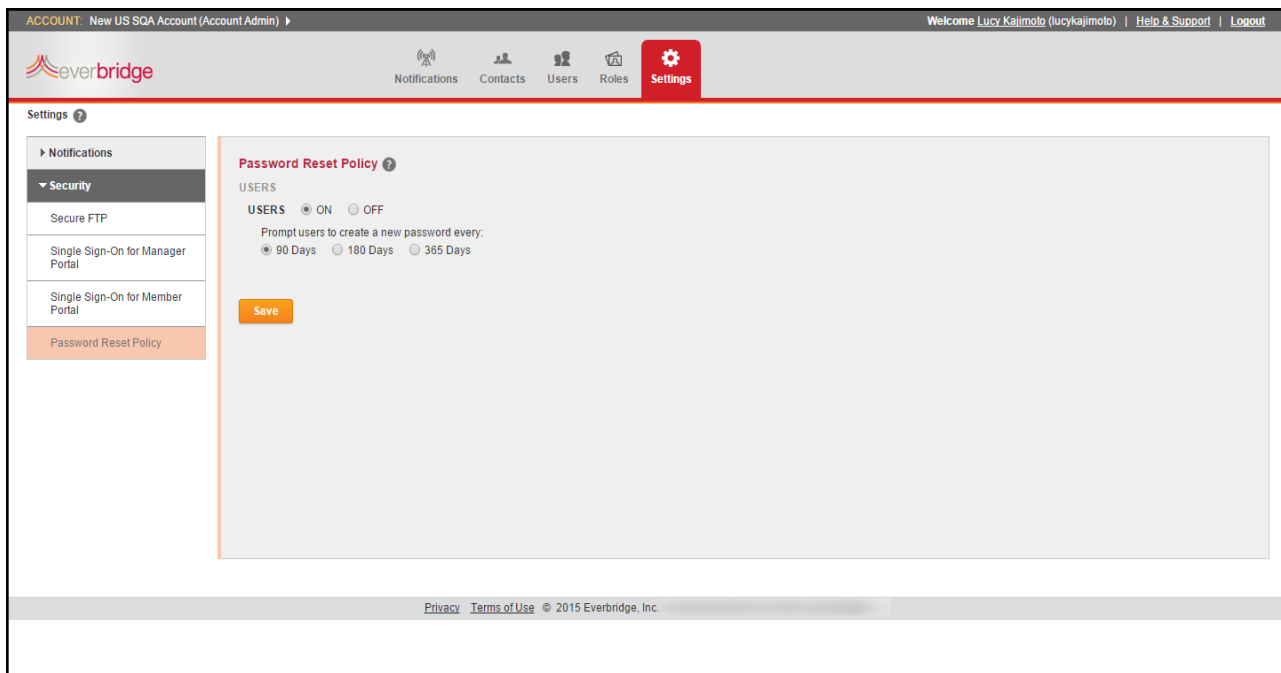 ACCOUNT: New US SQA Account (Account Admin)
Welcome Lucy Kajimoto (lucykajimoto) | Help & Support | Logout
everbridge
Notifications Contacts Users Roles Settings
Settings ?
Notifications
Security
Secure FTP
Single Sign-On for Manager
Portal
Single Sign-On for Member
Portal
Password Reset Policy
Password Reset Policy ?
USERS
USERS ON OFF
Prompt users to create a new password every:
90 Days 180 Days 365 Days
Save
Privacy Terms of Use © 2015 Everbridge, Inc.